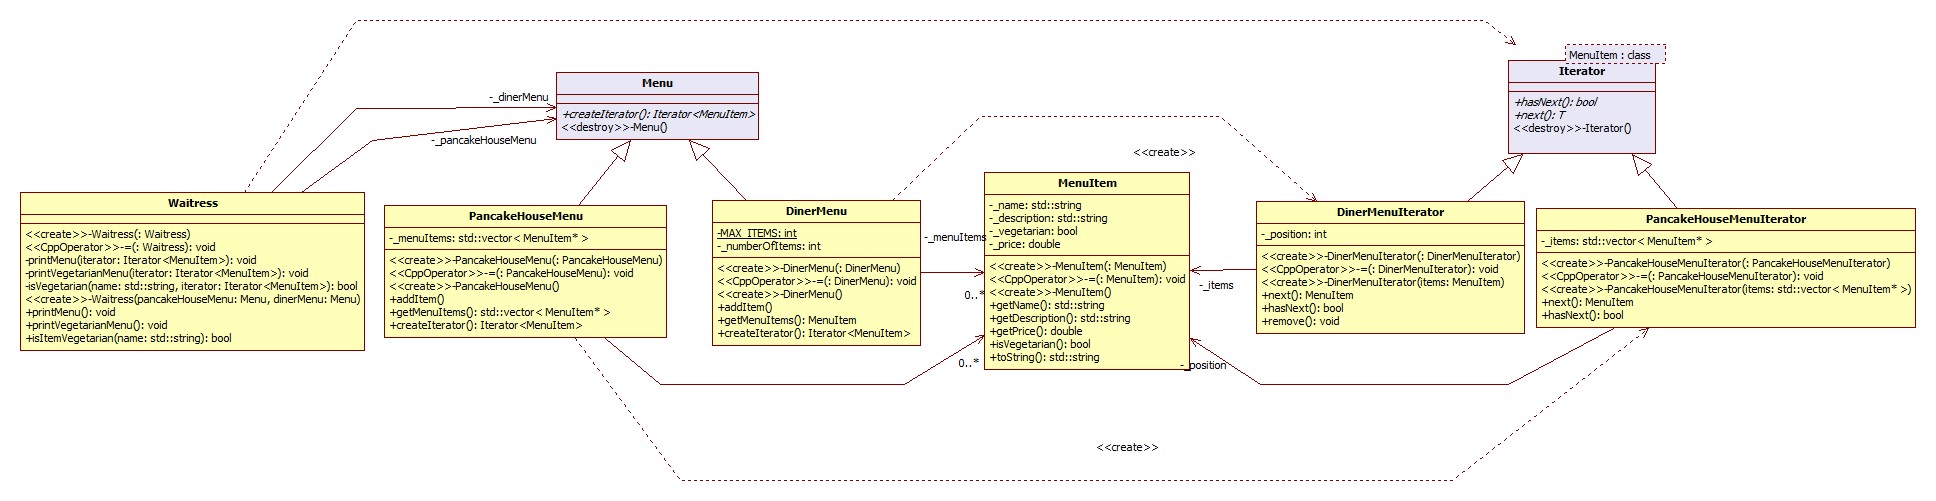 MenuItem : class
Iterator
+hasNext(): bool
+next(): T
<<destroy>>-Iterator()
Menu
+createIterator(): Iterator<MenuItem>
<<destroy>>-Menu()
-_dinerMenu
-_pancakeHouseMenu
<<create>>
Waitress
<<create>>-Waitress(: Waitress)
<<CppOperator>>-=(: Waitress): void
-printMenu(iterator: Iterator<MenuItem>): void
-printVegetarianMenu(iterator: Iterator<MenuItem>): void
-isVegetarian(name: std::string, iterator: Iterator<MenuItem>): bool
<<create>>-Waitress(pancakeHouseMenu: Menu, dinerMenu: Menu)
+printMenu(): void
+printVegetarianMenu(): void
+isItemVegetarian(name: std::string): bool
PancakeHouseMenu
-_menuItems: std::vector< MenuItem* >
<<create>>-PancakeHouseMenu(: PancakeHouseMenu)
<<CppOperator>>-=(: PancakeHouseMenu): void
<<create>>-PancakeHouseMenu()
+addItem()
+getMenuItems(): std::vector< MenuItem* >
+createIterator(): Iterator<MenuItem>
DinerMenu
-MAX_ITEMS: int
-_numberOfItems: int
<<create>>-DinerMenu(: DinerMenu)
<<CppOperator>>-=(: DinerMenu): void
<<create>>-DinerMenu()
+addItem()
+getMenuItems(): MenuItem
+createIterator(): Iterator<MenuItem>
-_menuItems
0..*
0..*
MenuItem
-_name: std::string
-_description: std::string
-_vegetarian: bool
-_price: double
<<create>>-MenuItem(: MenuItem)
<<CppOperator>>-=(: MenuItem): void
<<create>>-MenuItem()
+getName(): std::string
+getDescription(): std::string
+getPrice(): double
+isVegetarian(): bool
+toString(): std::string
-_items
-_position
DinerMenuIterator
-_position: int
<<create>>-DinerMenuIterator(: DinerMenuIterator)
<<CppOperator>>-=(: DinerMenuIterator): void
<<create>>-DinerMenuIterator(items: MenuItem)
+next(): MenuItem
+hasNext(): bool
+remove(): void
PancakeHouseMenuIterator
-_items: std::vector< MenuItem* >
<<create>>-PancakeHouseMenuIterator(: PancakeHouseMenuIterator)
<<CppOperator>>-=(: PancakeHouseMenuIterator): void
<<create>>-PancakeHouseMenuIterator(items: std::vector< MenuItem* >)
+next(): MenuItem
+hasNext(): bool
<<create>>